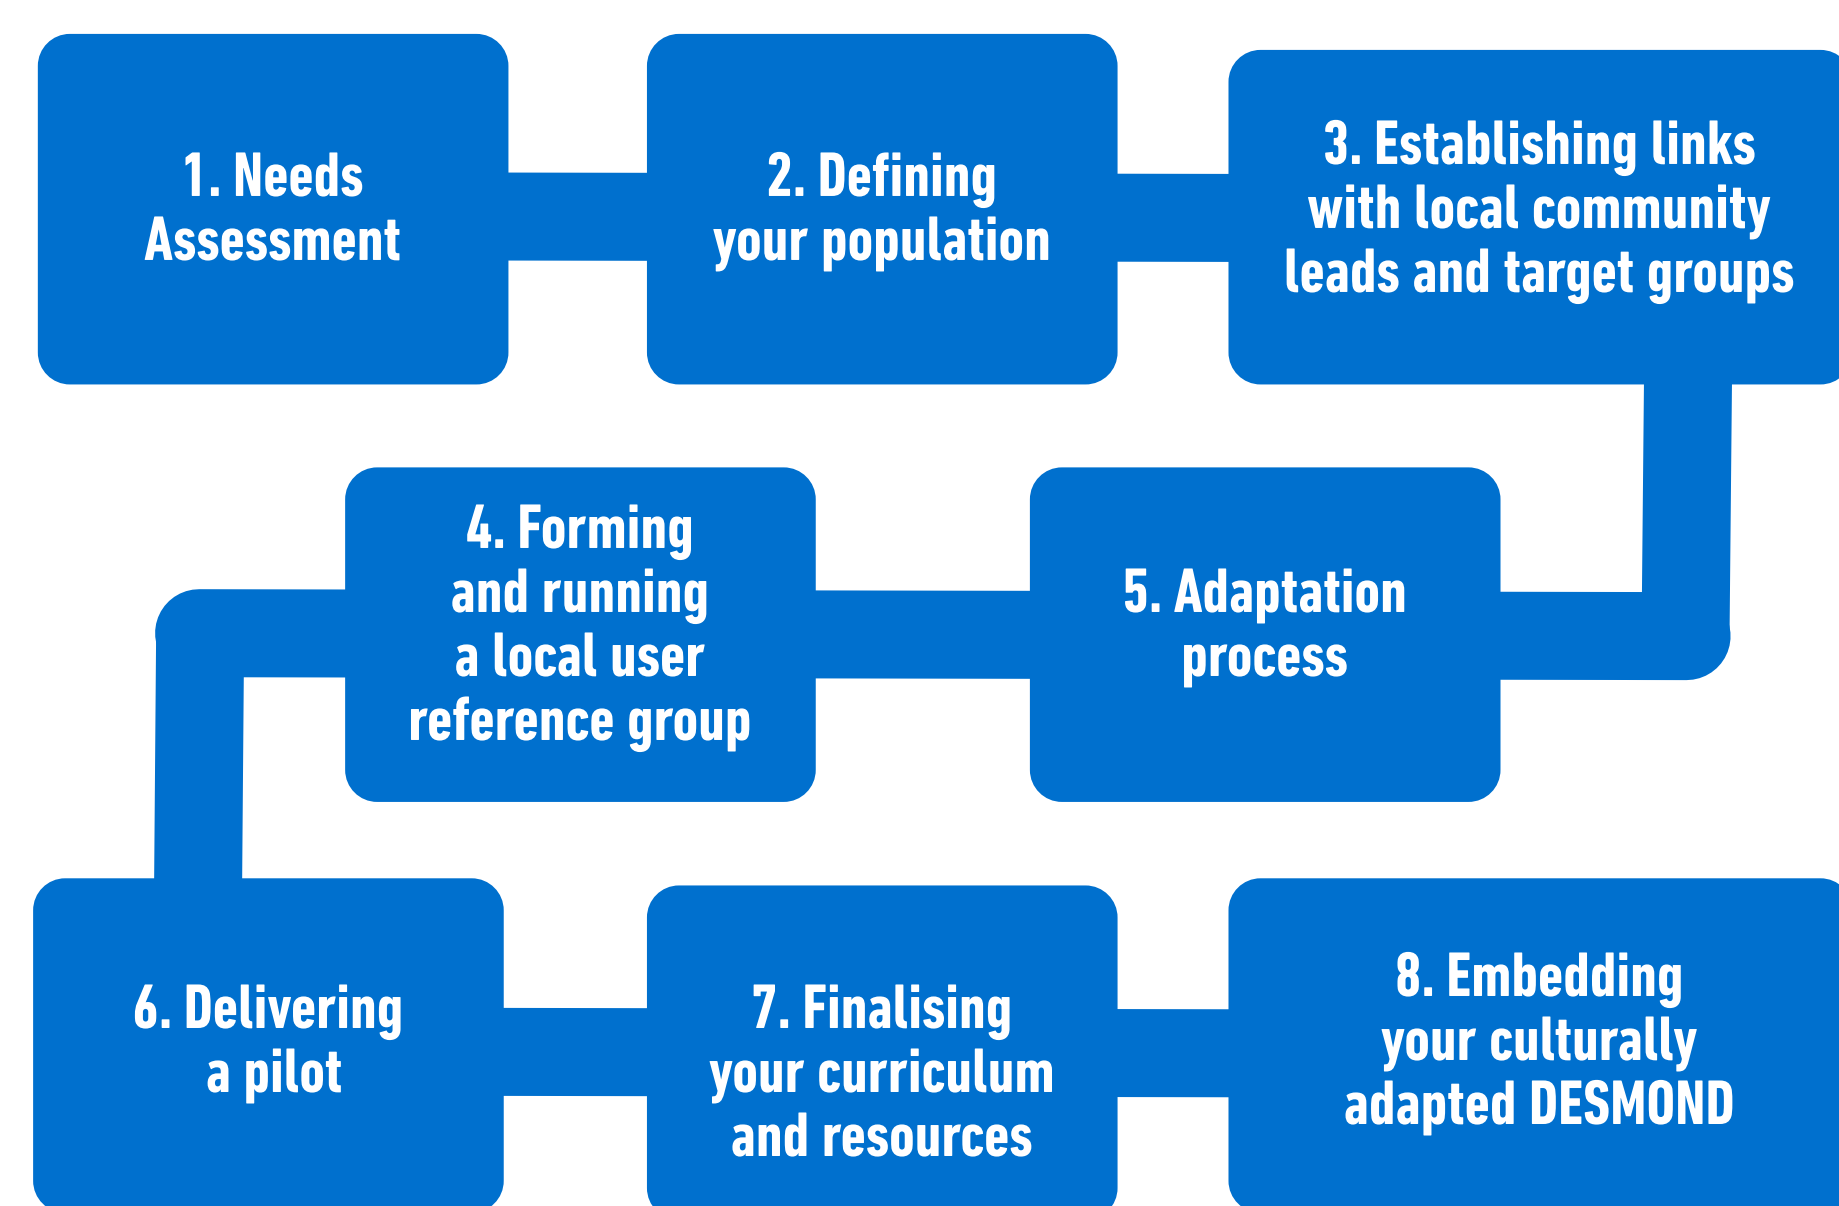 1. Needs
Assessment
2. Defining
your population
3. Establishing links
with local community
leads and target groups
4. Forming
and running
a local user
reference group
5. Adaptation
process
6. Delivering
a pilot
7. Finalising
your curriculum
and resources
8. Embedding
your culturally
adapted DESMOND